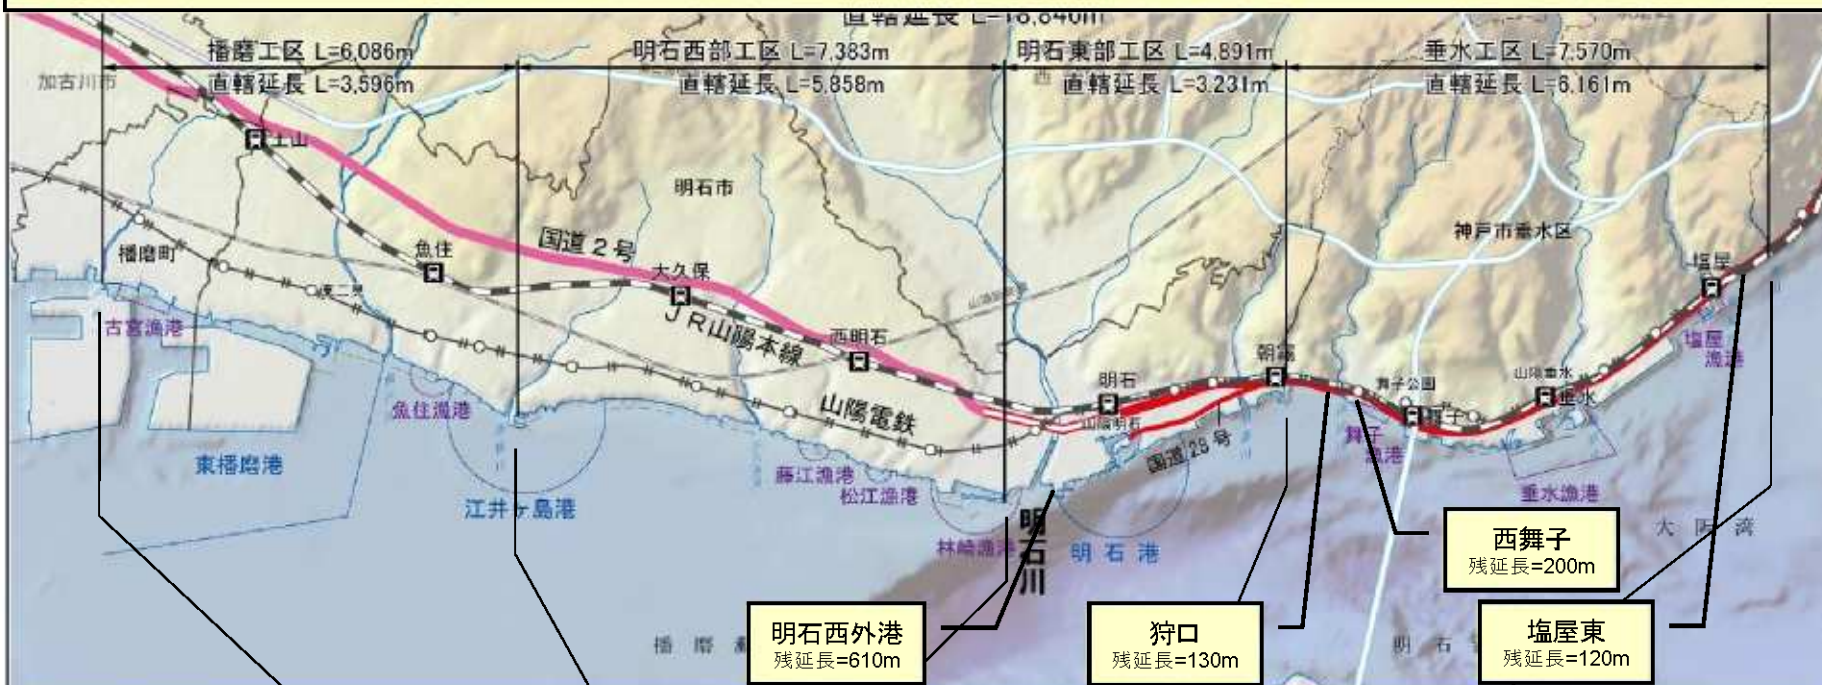 直轄延長 L=18,840m
播磨工区 L=6,086m
明石西部工区 L=7,383m
明石東部工区 L=4,891m
垂水工区 L=7,570m
加古川市
直轄延長 L=3,596m
直轄延長 L=5,858m
西
直轄延長 L=3,231m
直轄延長 L=6,161m
土山
明石市
神戸市垂水区
播磨町
魚住
国道2号
大久保
塩屋
東二見
古宮漁港
JR山陽本線
西明石
朝霧
塩屋
漁港
魚住漁港
山陽電鉄
明石
山陽明石
舞子公園
山陽垂水
垂水
舞子
舞子
漁港
国道28号
東播磨港
江井ヶ島港
藤江漁港
松江漁港
垂水漁港
林崎漁港
明石川
明石港
大阪湾
西舞子
残延長=200m
明石西外港
残延長=610m
狩口
残延長=130m
塩屋東
残延長=120m
播磨
明石